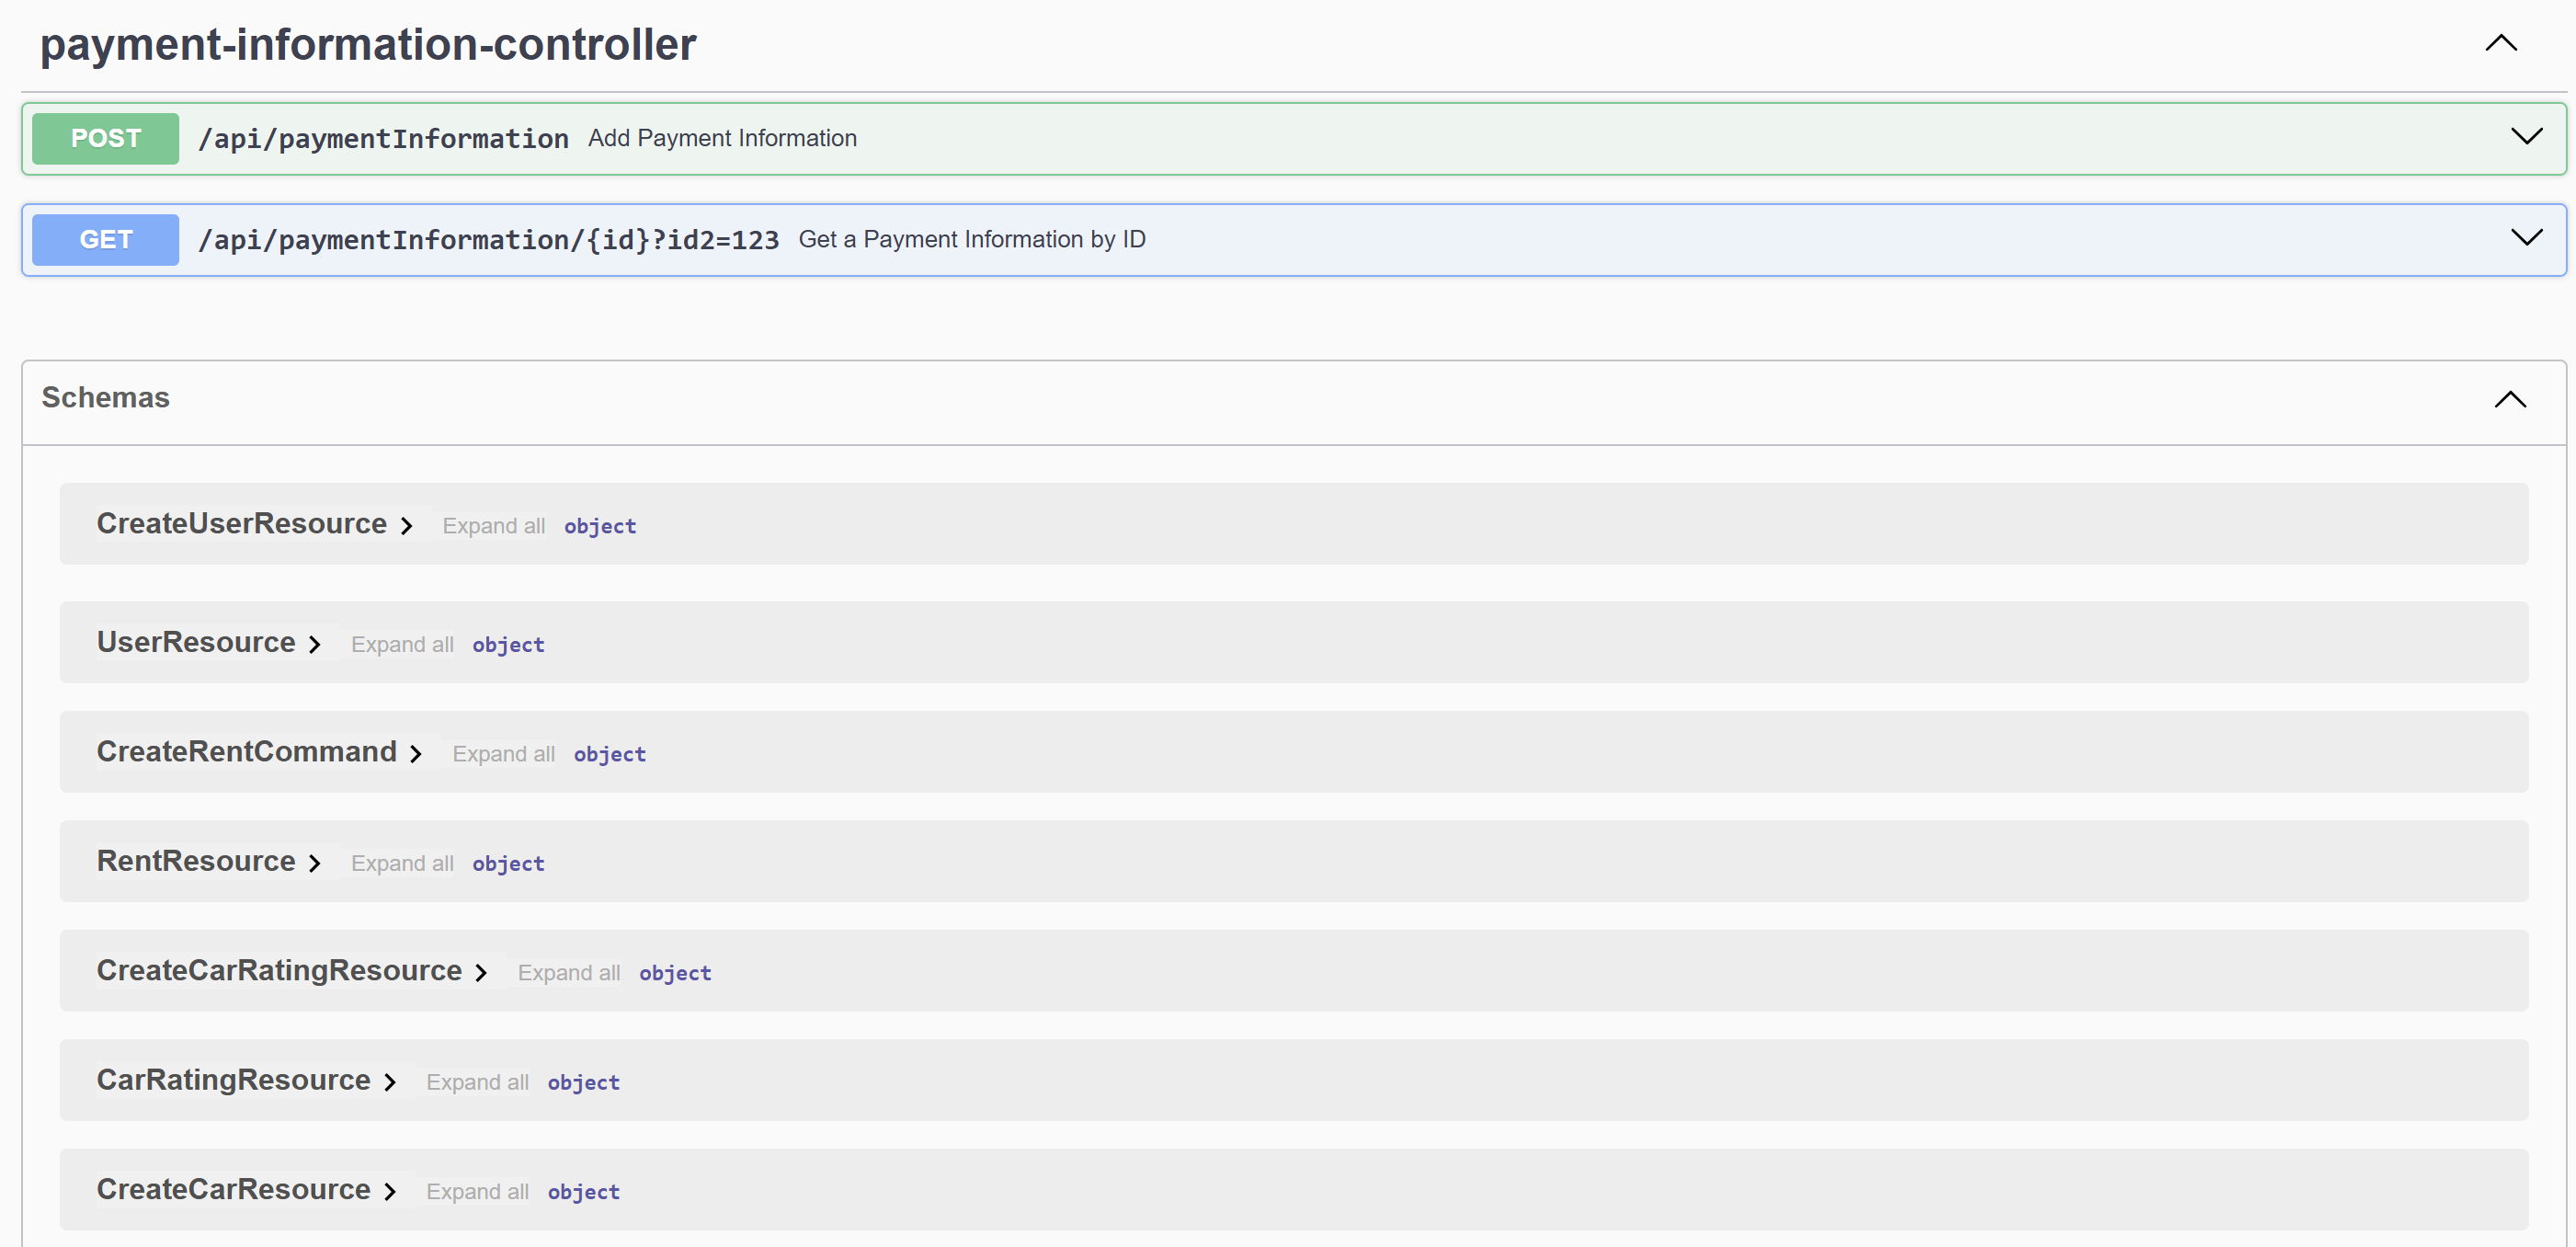 payment-information-controller
POST /api/paymentInformation Add Payment Information
GET /api/paymentInformation/{id}?id2=123 Get a Payment Information by ID
Schemas
CreateUserResource Expand all object
UserResource Expand all object
CreateRentCommand Expand all object
RentResource Expand all object
CreateCarRatingResource Expand all object
CarRatingResource Expand all object
CreateCarResource Expand all object